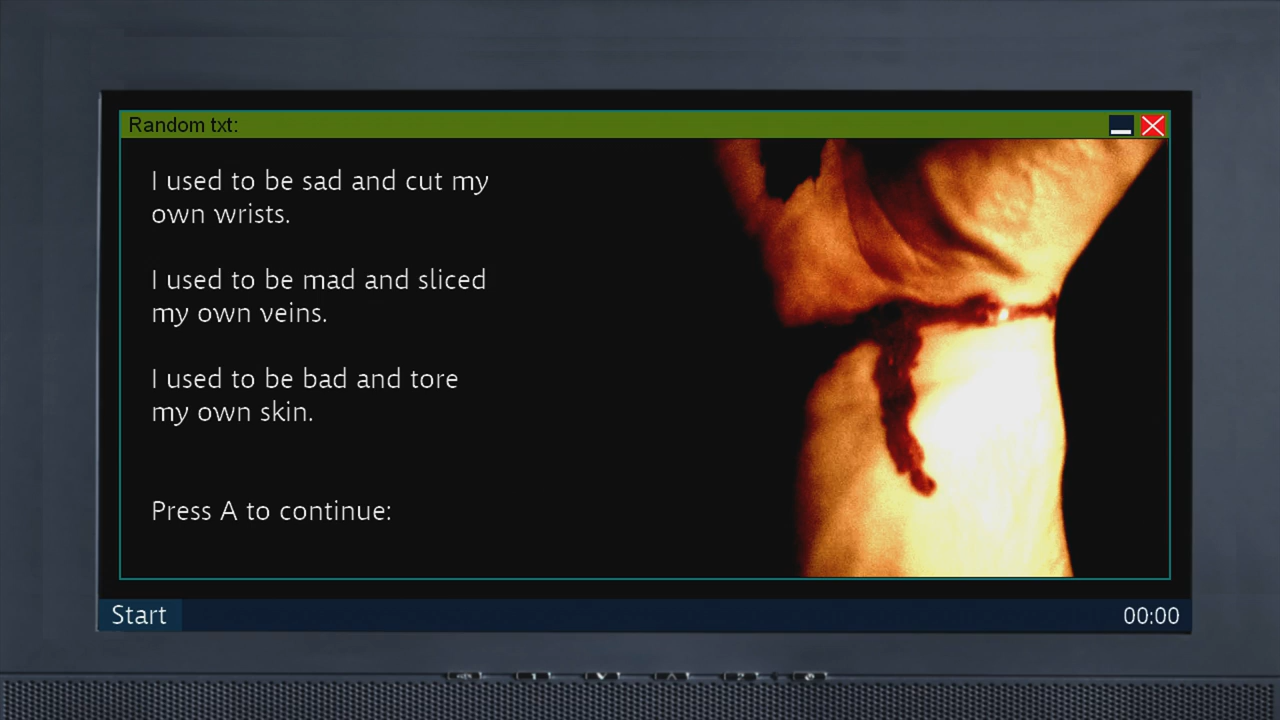 Random txt:
I used to be sad and cut my
own wrists.
I used to be mad and sliced
my own veins.
I used to be bad and tore
my own skin.
Press A to continue:
Start
00:00